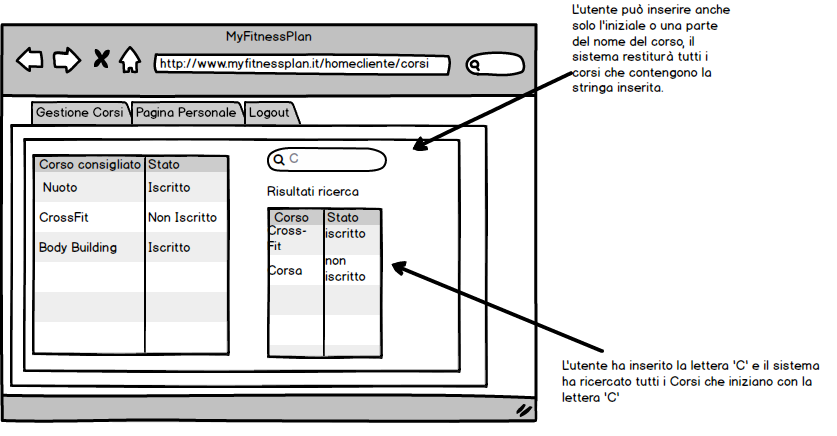 L'utente può inserire anche
solo l'iniziale o una parte
del nome del corso, il
sistema restiturà tutti i
corsi che contengono la
stringa inserita.
MyFitnessPlan
http://www.myfitnessplan.it/homecliente/corsi
Gestione Corsi Pagina Personale Logout
C
Corso consigliato Stato
Nuoto Iscritto
CrossFit Non Iscritto
Body Building Iscritto
Risultati ricerca
Corso Stato
Cross-
Fit
iscritto
Corsa
non
iscritto
L'utente ha inserito la lettera 'C' e il sistema
ha ricercato tutti i Corsi che iniziano con la
lettera 'C'